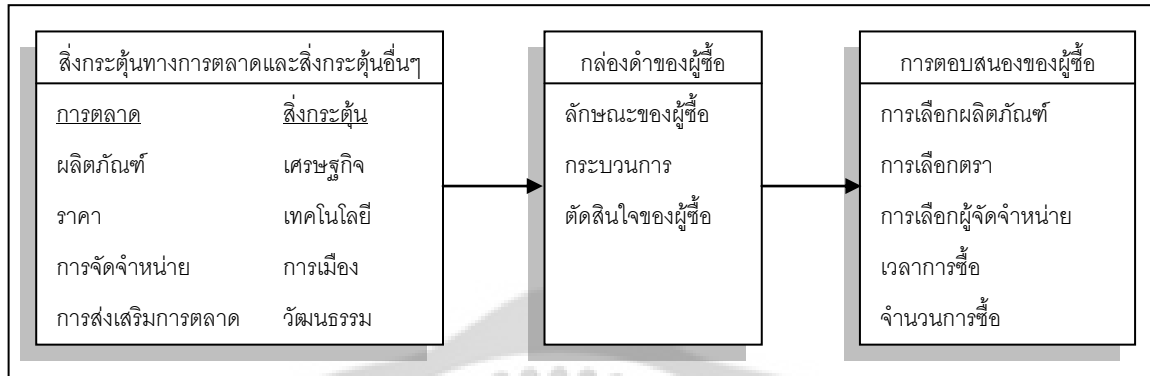 สิ่งกระตุ้นทางการตลาดและสิ่งกระตุ้นอื่นๆ
การตลาด สิ่งกระตุ้น
ผลิตภัณฑ์ เศรษฐกิจ
ราคา เทคโนโลยี
การจัดจำหน่าย การเมือง
การส่งเสริมการตลาด วัฒนธรรม
กล่องดำของผู้ซื้อ
ลักษณะของผู้ซื้อ
กระบวนการ
ตัดสินใจของผู้ซื้อ
การตอบสนองของผู้ซื้อ
การเลือกผลิตภัณฑ์
การเลือกตรา
การเลือกผู้จัดจำหน่าย
เวลาการซื้อ
จำนวนการซื้อ